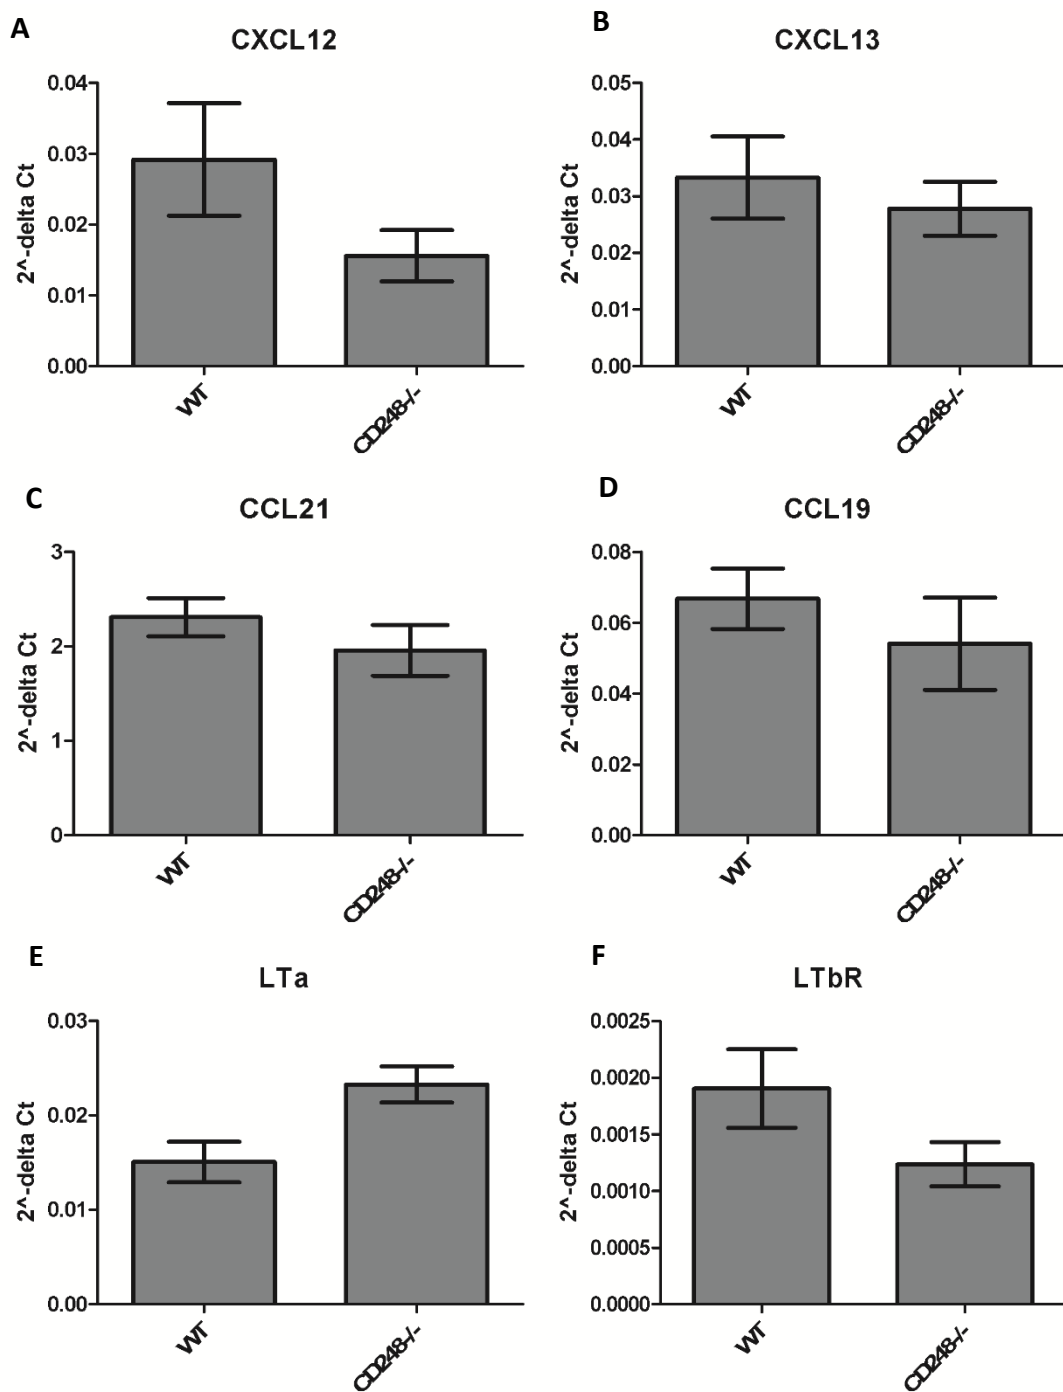 A
CXCL12
0.04
0.03
0.02
0.01
0.00
2^-delta Ct
WT
CD248-/-
B
CXCL13
0.05
0.04
0.03
0.02
0.01
0.00
2^-delta Ct
WT
CD248-/-
C
CCL21
3
2
1
0
2^-delta Ct
WT
CD248-/-
D
CCL19
0.08
0.06
0.04
0.02
0.00
2^-delta Ct
WT
CD248-/-
E
LTa
0.03
0.02
0.01
0.00
2^-delta Ct
WT
CD248-/-
F
LTbR
0.0025
0.0020
0.0015
0.0010
0.0005
0.0000
2^-delta Ct
WT
CD248-/-